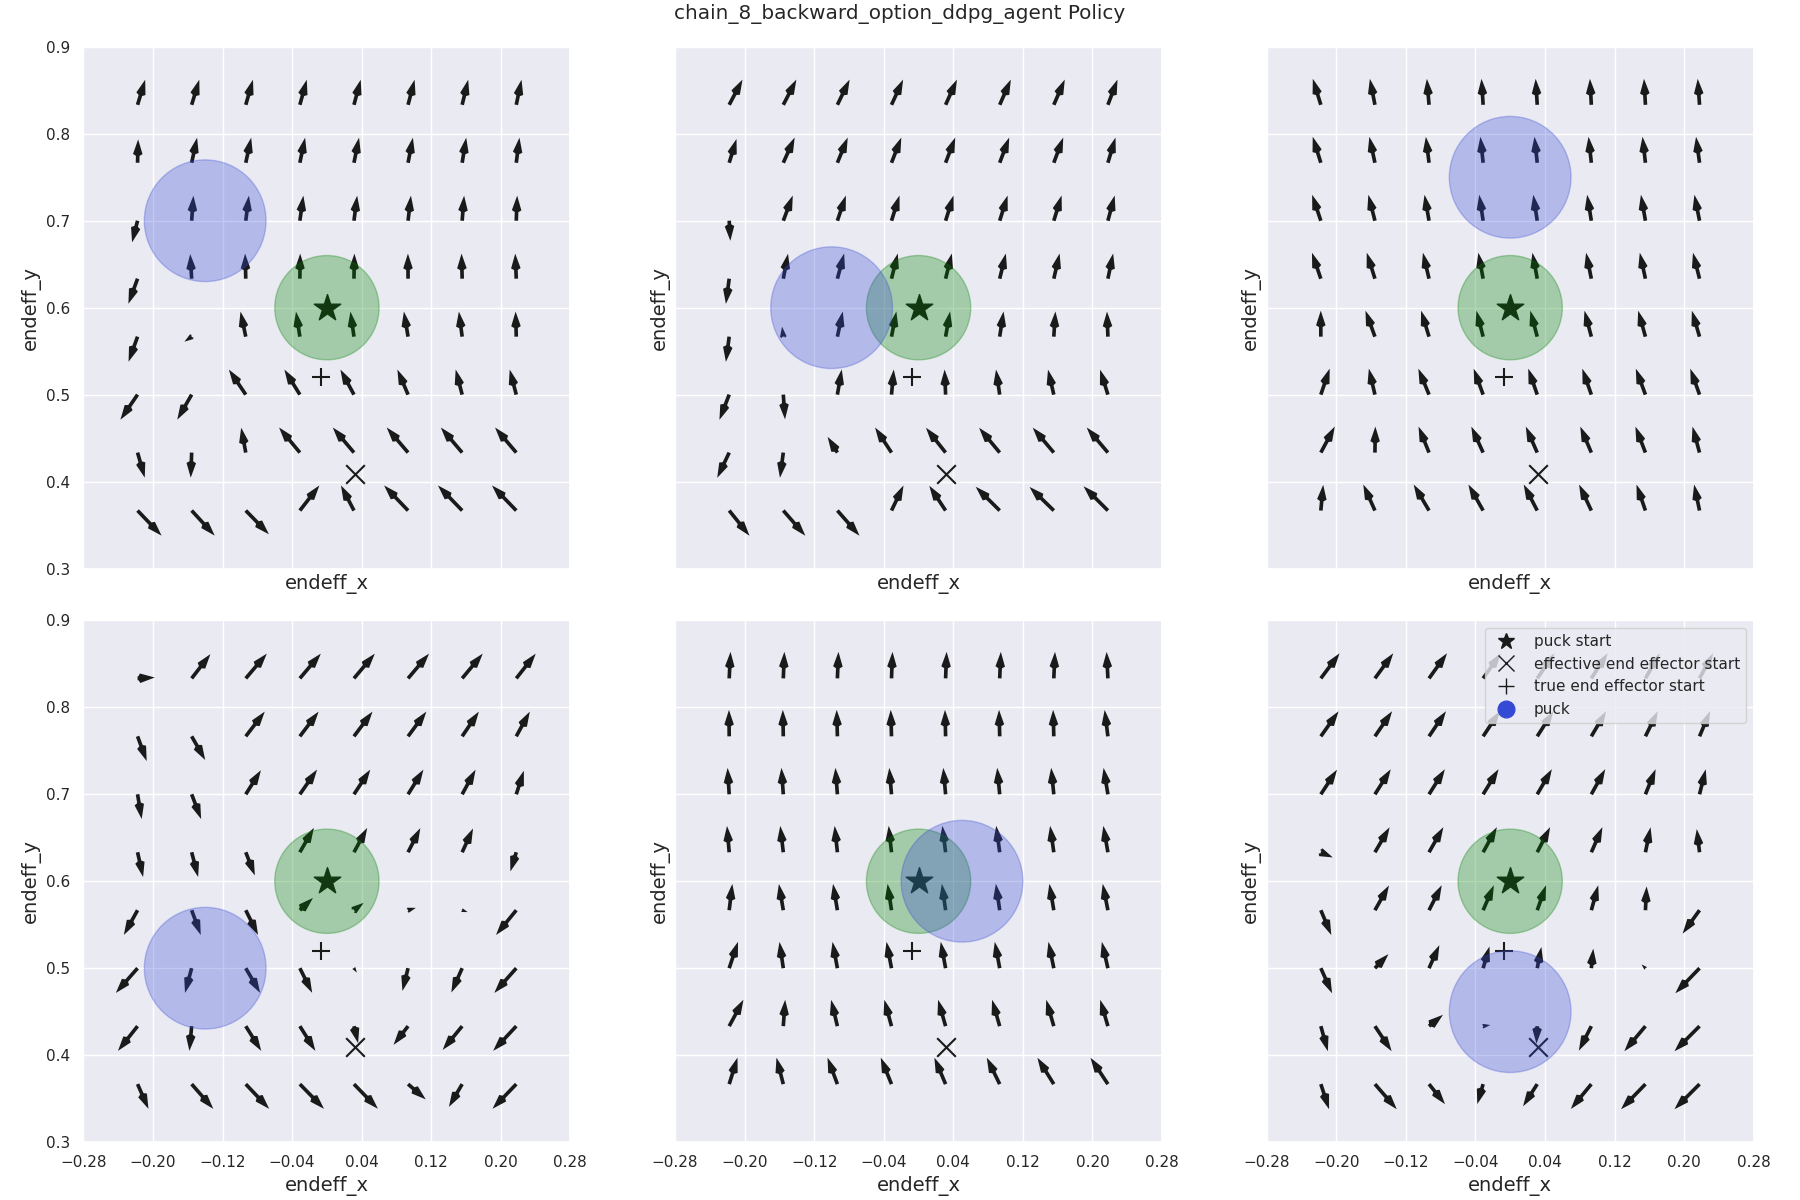 chain_8_backward_option_ddpg_agent Policy
0.9
0.8
0.7
0.6
0.5
0.4
0.3
endeff_y
endeff_x
endeff_y
endeff_x
endeff_y
endeff_x
0.9
0.8
0.7
0.6
0.5
0.4
0.3
endeff_y
−0.28 −0.20 −0.12 −0.04 0.04 0.12 0.20 0.28
endeff_x
endeff_y
−0.28 −0.20 −0.12 −0.04 0.04 0.12 0.20 0.28
endeff_x
endeff_y
puck start
effective end effector start
true end effector start
puck
−0.28 −0.20 −0.12 −0.04 0.04 0.12 0.20 0.28
endeff_x